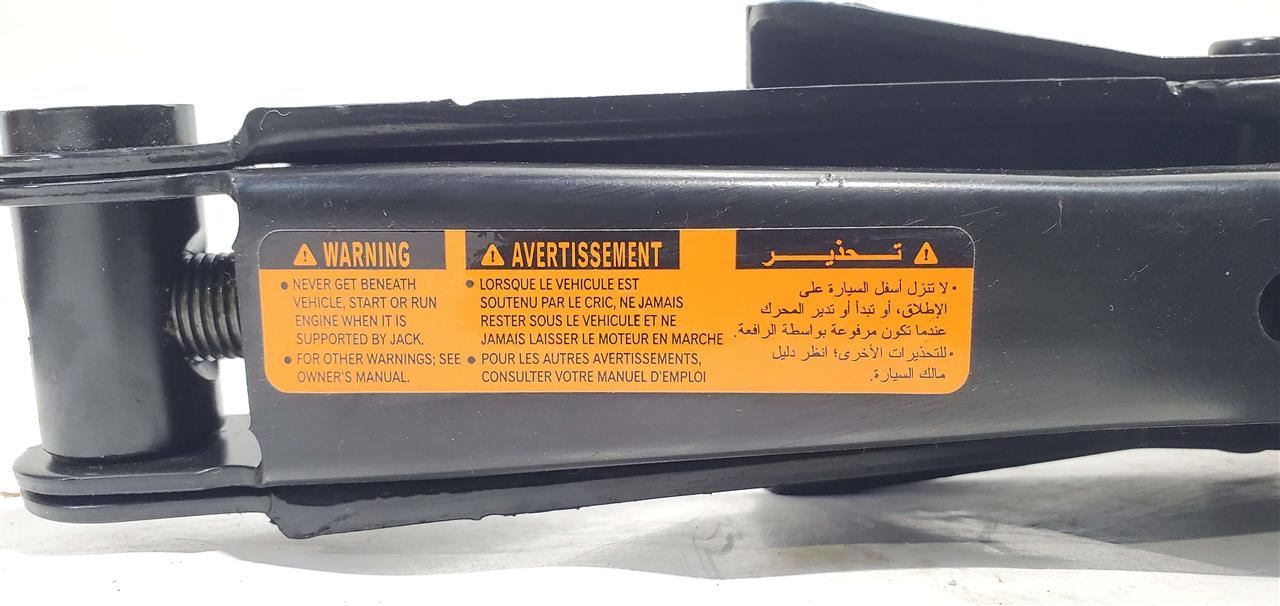 ⚠ WARNING
• NEVER GET BENEATH
VEHICLE, START OR RUN
ENGINE WHEN IT IS
SUPPORTED BY JACK.
• FOR OTHER WARNINGS; SEE
OWNER'S MANUAL.
⚠ AVERTISSEMENT
• LORSQUE LE VEHICULE EST
SOUTENU PAR LE CRIC, NE JAMAIS
RESTER SOUS LE VEHICULE ET NE
JAMAIS LAISSER LE MOTEUR EN MARCHE
• POUR LES AUTRES AVERTISSEMENTS,
CONSULTER VOTRE MANUEL D'EMPLOI
⚠ تـحذيـــر
• لا تنزل أسفل السيارة على
الإطلاق، أو تبدأ أو تدير المحرك
عندما تكون مرفوعة بواسطة الرافعة.
• للتحذيرات الأخرى؛ انظر دليل
مالك السيارة.